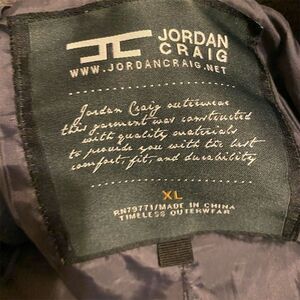 JORDAN
CRAIG
WWW.JORDANCRAIG.NET
Jordan Craig outerwear
this garment was constructed
with quality materials
to provide you with the best
comfort, fit, and durability
XL
RN79771/MADE IN CHINA
TIMELESS OUTERWEAR